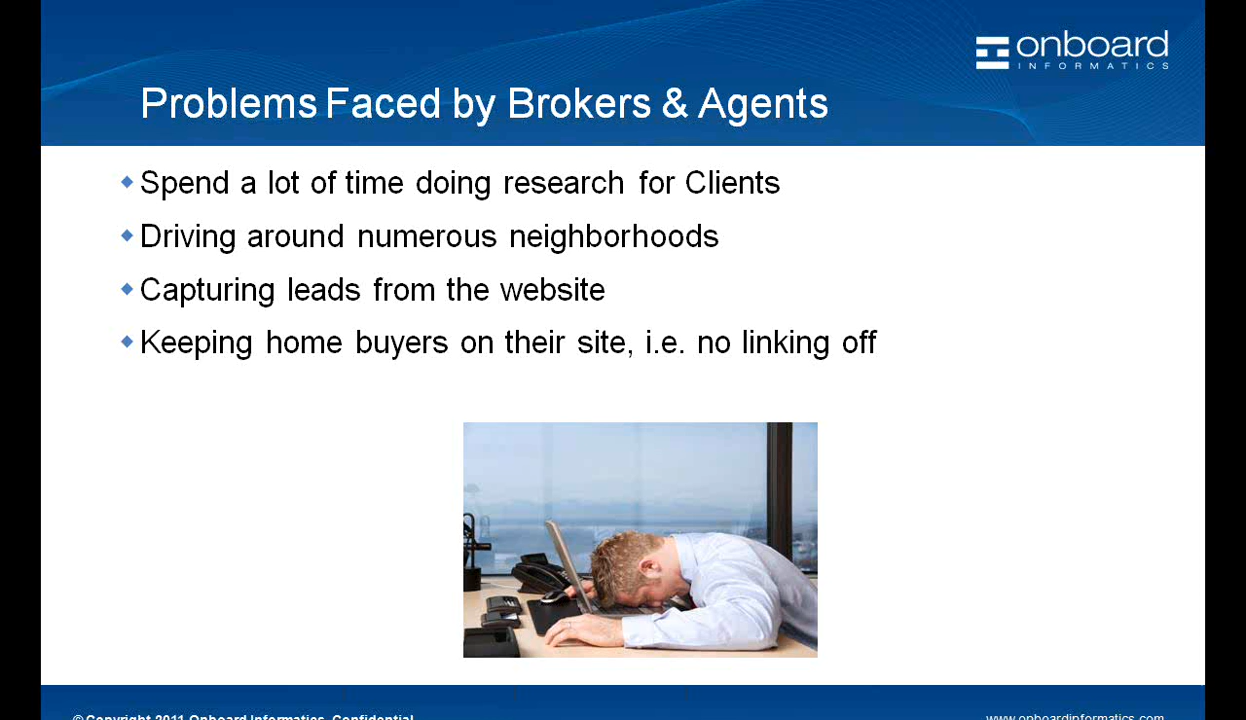 onboard
INFORMATICS
Problems Faced by Brokers & Agents
Spend a lot of time doing research for Clients
Driving around numerous neighborhoods
Capturing leads from the website
Keeping home buyers on their site, i.e. no linking off
© Copyright 2011 Onboard Informatics. Confidential
www.onboardinformatics.com